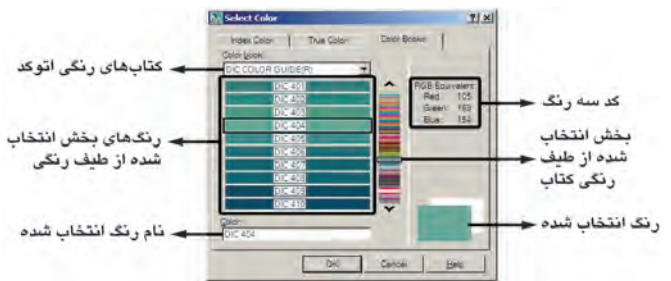 Select Color
Index Color
True Color
Color Books
Color book:
DIC COLOR GUIDE(R)
DIC 401
DIC 402
DIC 403
DIC 404
DIC 405
DIC 406
DIC 407
DIC 408
DIC 409
DIC 410
RGB Equivalent
Red: 105
Green: 169
Blue: 154
Color:
DIC 404
OK
Cancel
Help
کتاب‌های رنگی اتوکد
رنگ‌های بخش انتخاب
شده از طیف رنگی
نام رنگ انتخاب شده
کد سه رنگ
بخش انتخاب
شده از طیف
رنگی کتاب
رنگ انتخاب شده